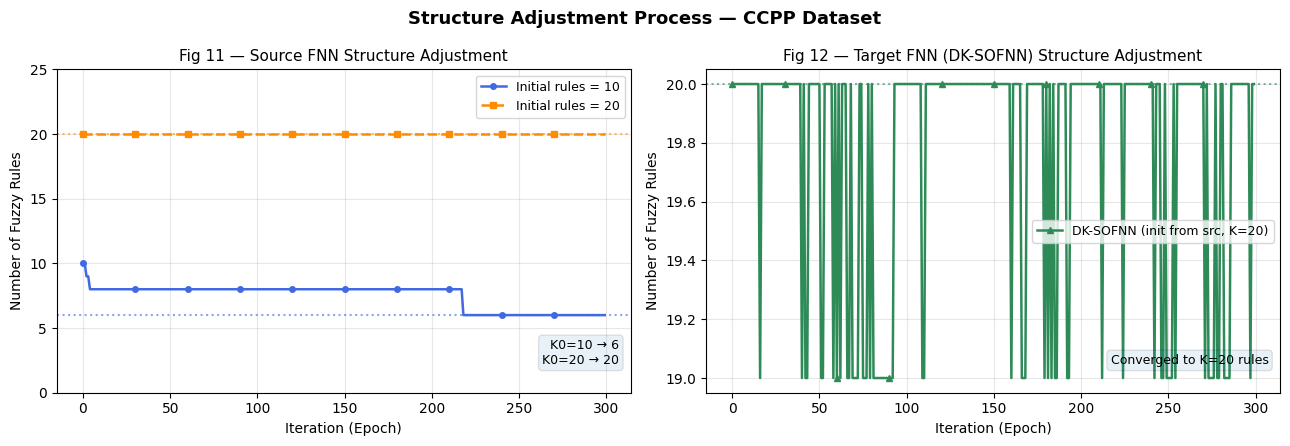 Structure Adjustment Process — CCPP Dataset
Fig 11 — Source FNN Structure Adjustment
Number of Fuzzy Rules
25
20
15
10
5
0
Initial rules = 10
Initial rules = 20
K0=10 → 6
K0=20 → 20
0 50 100 150 200 250 300
Iteration (Epoch)
Fig 12 — Target FNN (DK-SOFNN) Structure Adjustment
Number of Fuzzy Rules
20.0
19.8
19.6
19.4
19.2
19.0
DK-SOFNN (init from src, K=20)
Converged to K=20 rules
0 50 100 150 200 250 300
Iteration (Epoch)